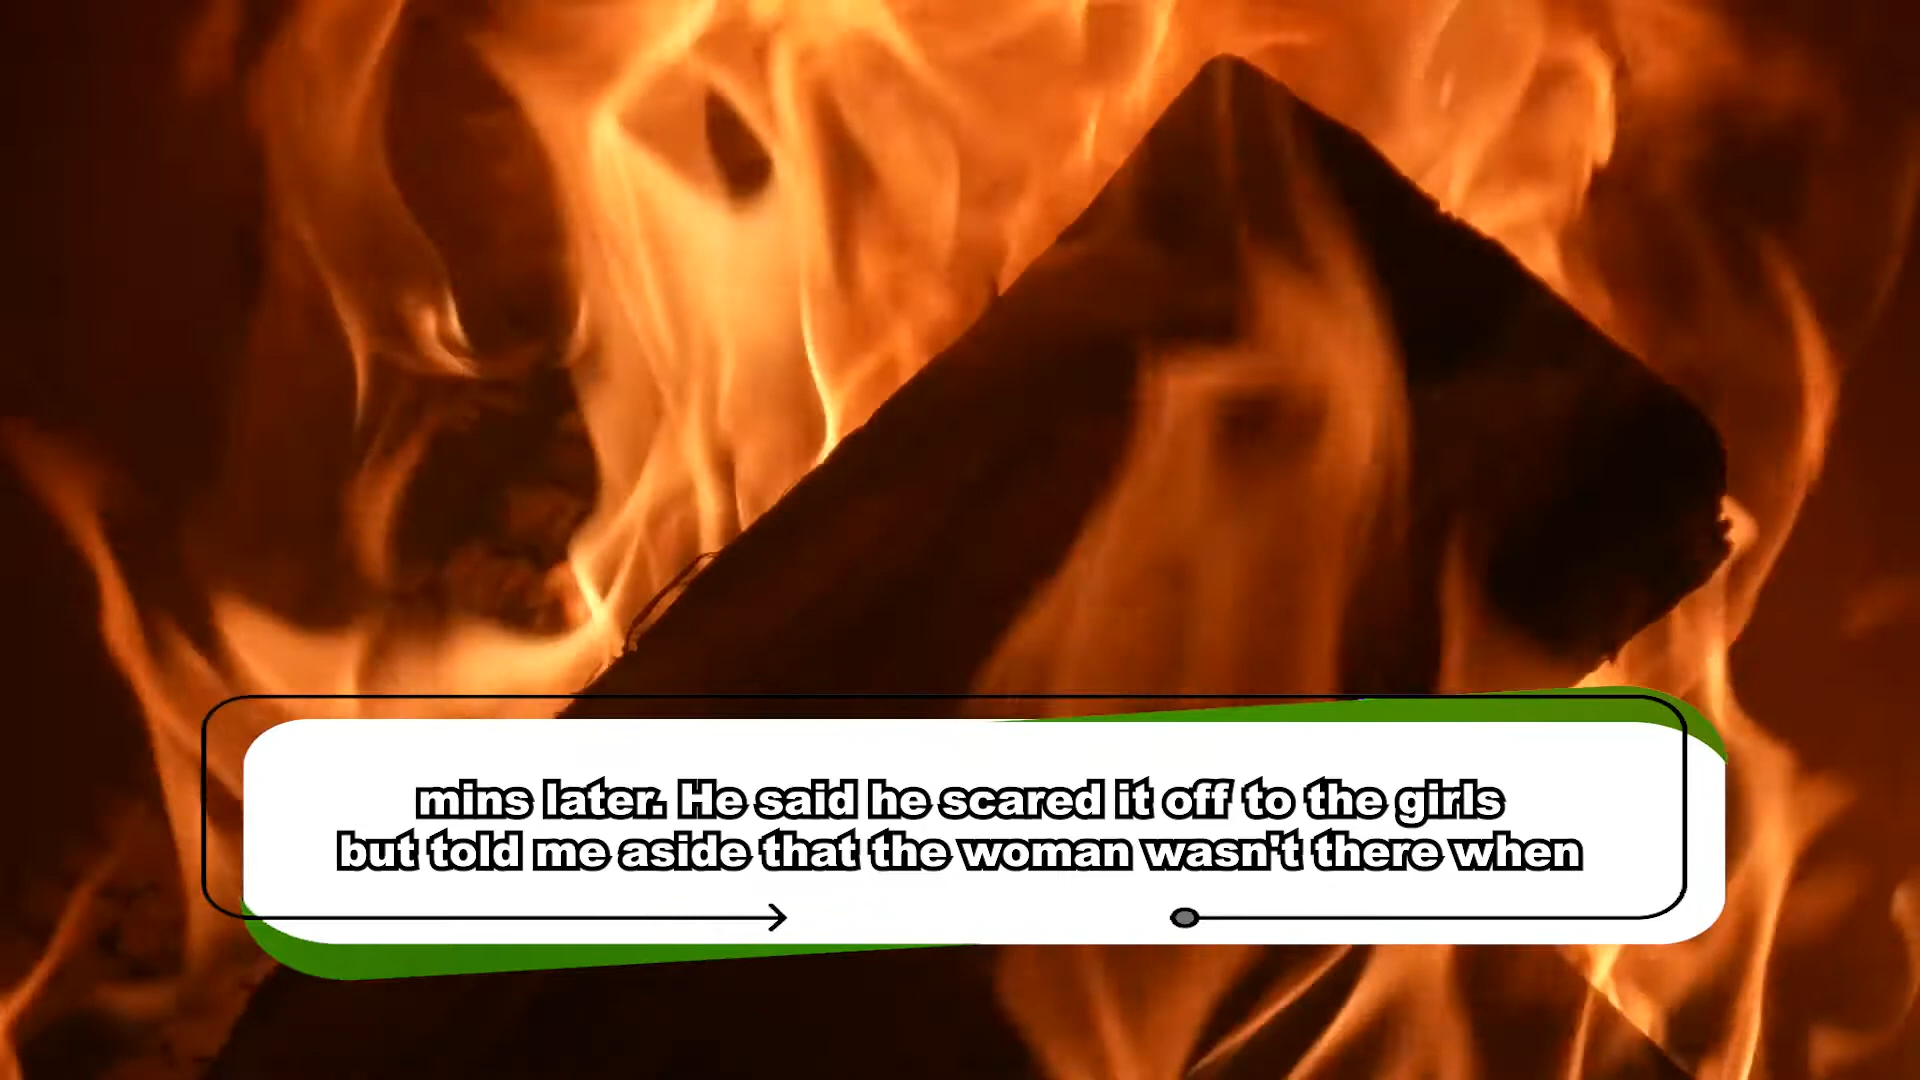 mins later. He said he scared it off to the girls
but told me aside that the woman wasn't there when